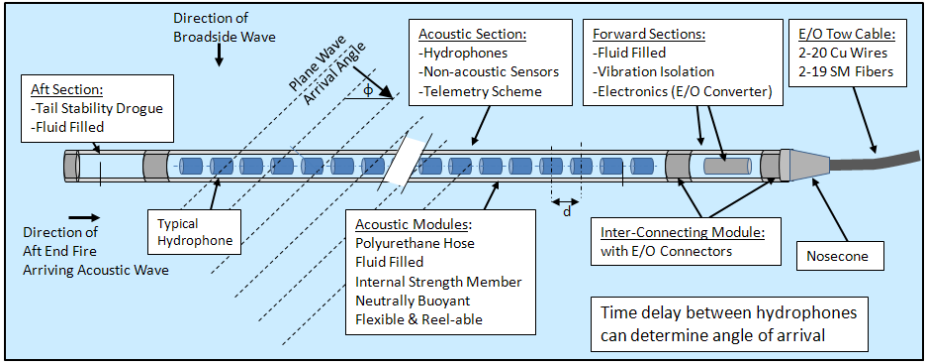 Direction of
Broadside Wave
Plane Wave
Arrival Angle
ϕ
Acoustic Section:
-Hydrophones
-Non-acoustic Sensors
-Telemetry Scheme
Forward Sections:
-Fluid Filled
-Vibration Isolation
-Electronics (E/O Converter)
E/O Tow Cable:
2-20 Cu Wires
2-19 SM Fibers
Aft Section:
-Tail Stability Drogue
-Fluid Filled
Direction of
Aft End Fire
Arriving Acoustic Wave
Typical
Hydrophone
Acoustic Modules:
Polyurethane Hose
Fluid Filled
Internal Strength Member
Neutrally Buoyant
Flexible & Reel-able
d
Inter-Connecting Module:
with E/O Connectors
Nosecone
Time delay between hydrophones
can determine angle of arrival